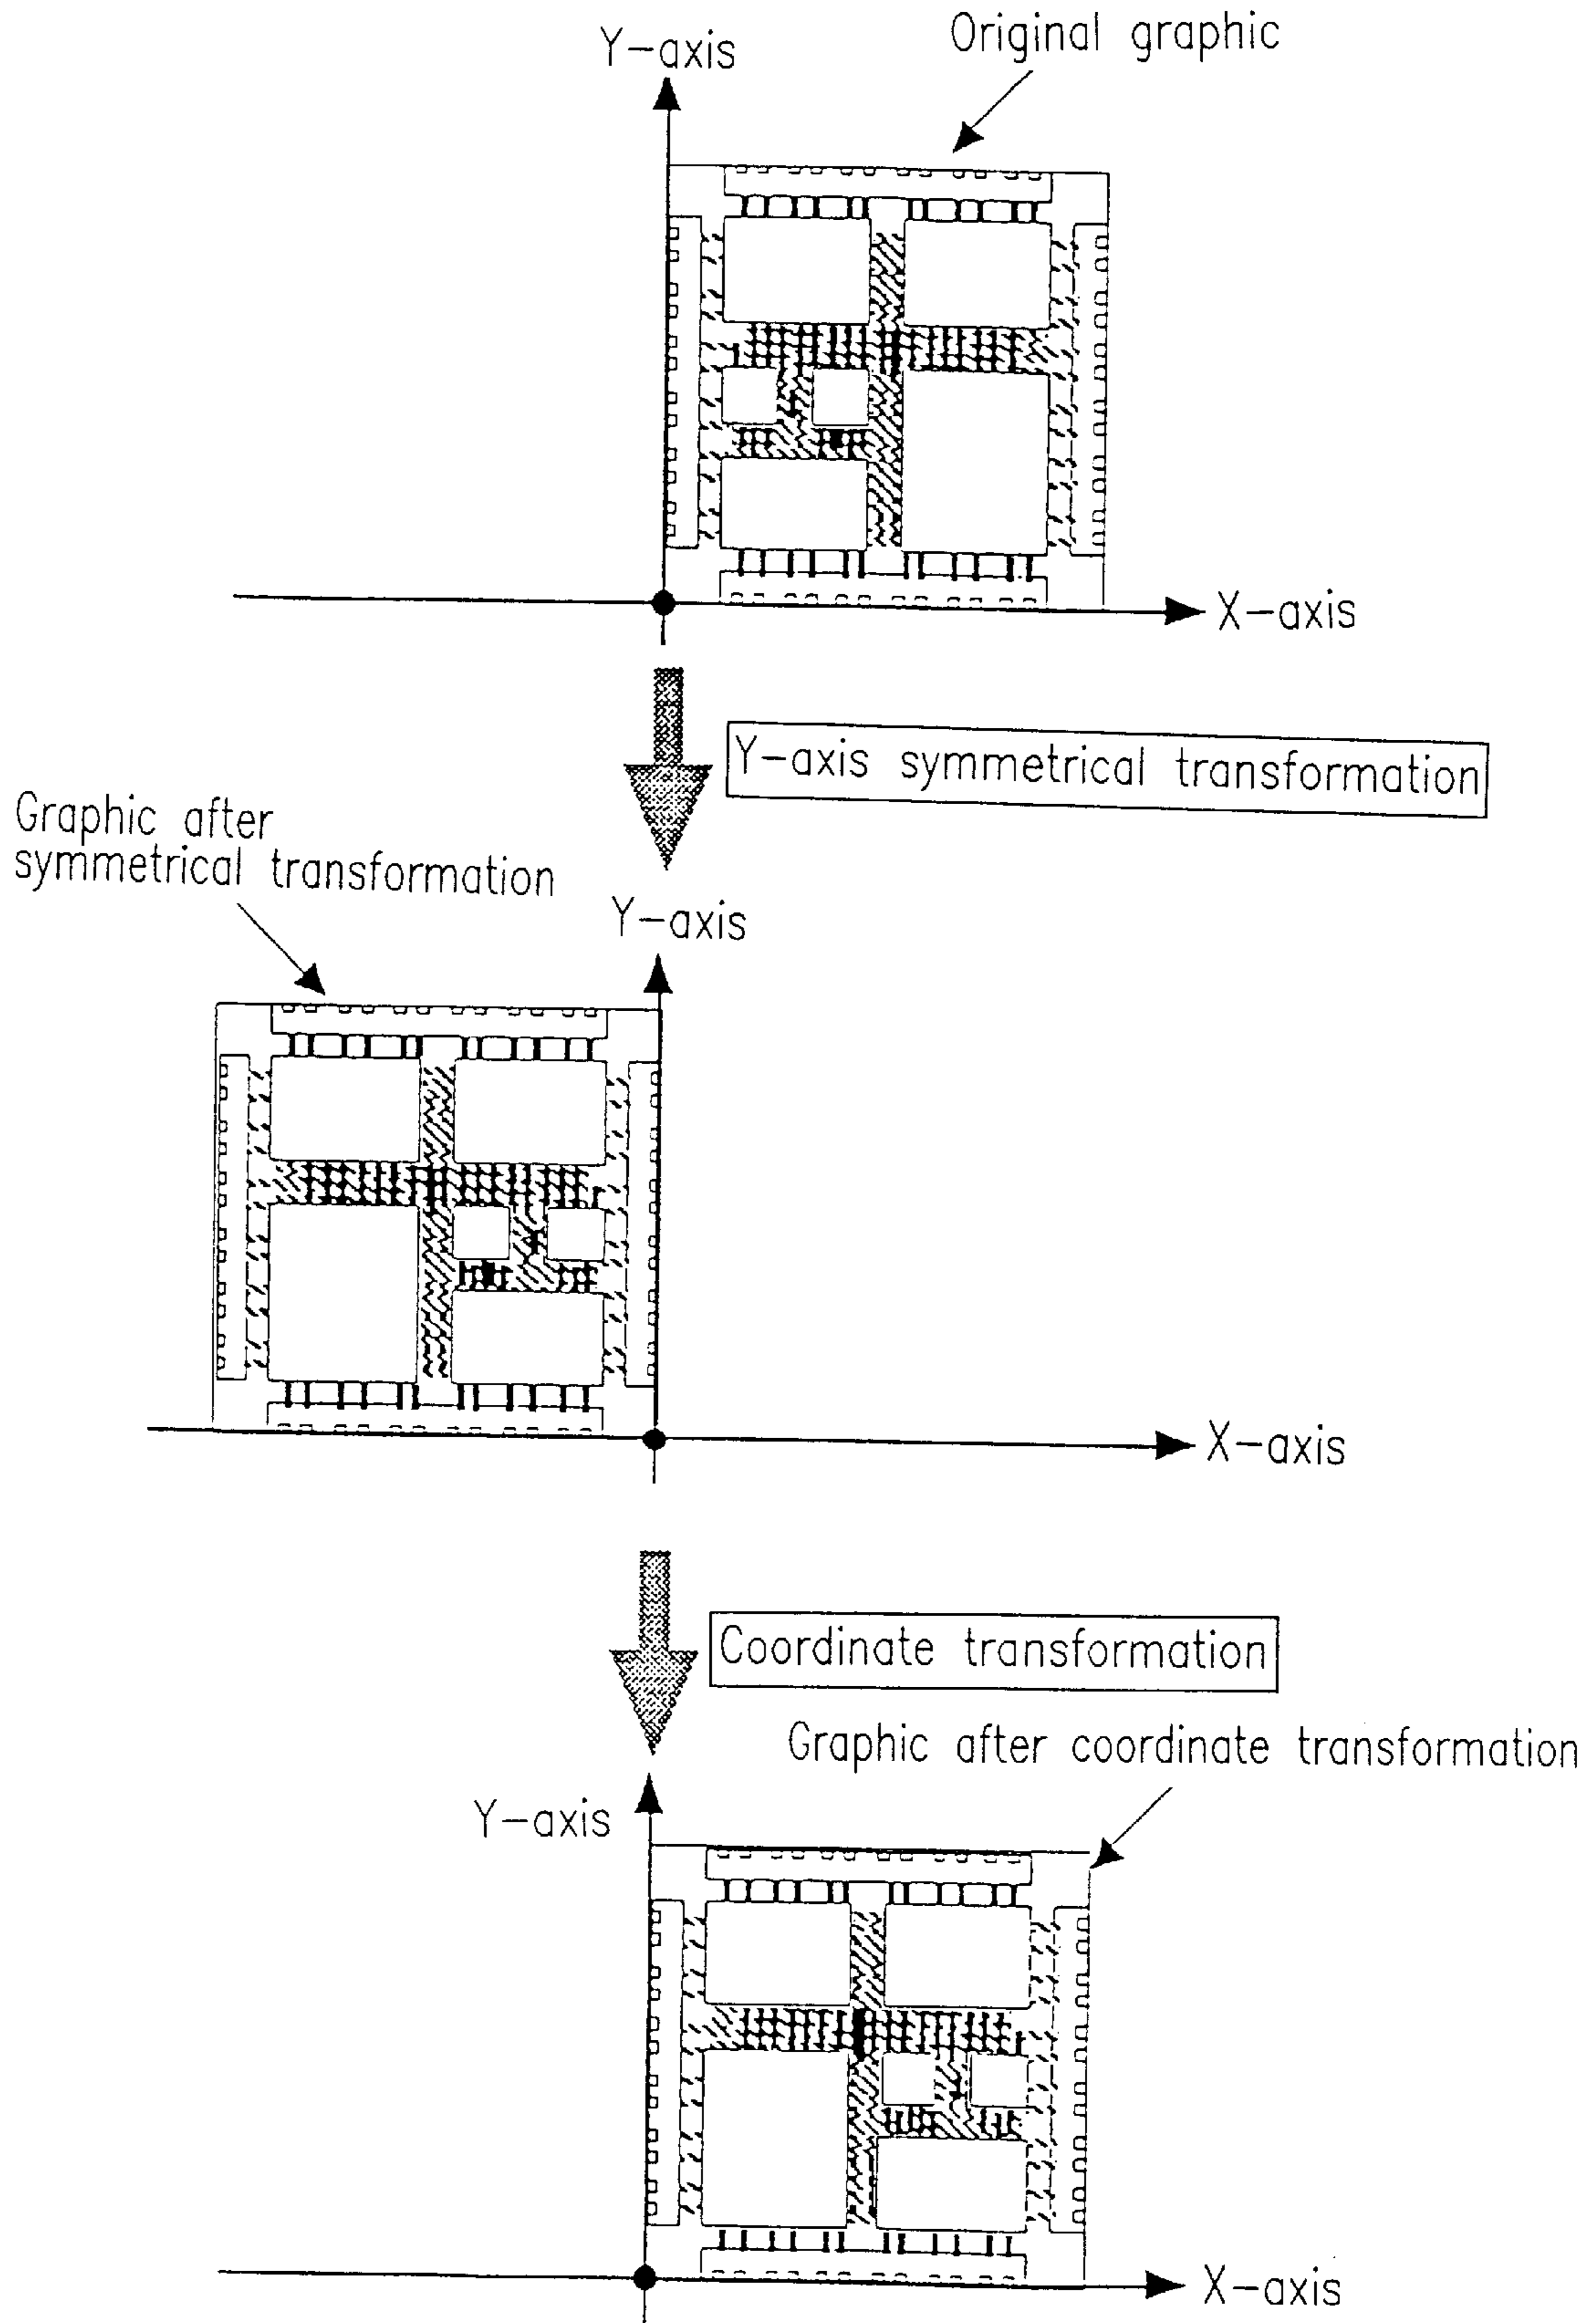 Original graphic
Y-axis
X-axis
Y-axis symmetrical transformation
Graphic after
symmetrical transformation
Y-axis
X-axis
Coordinate transformation
Graphic after coordinate transformation
Y-axis
X-axis